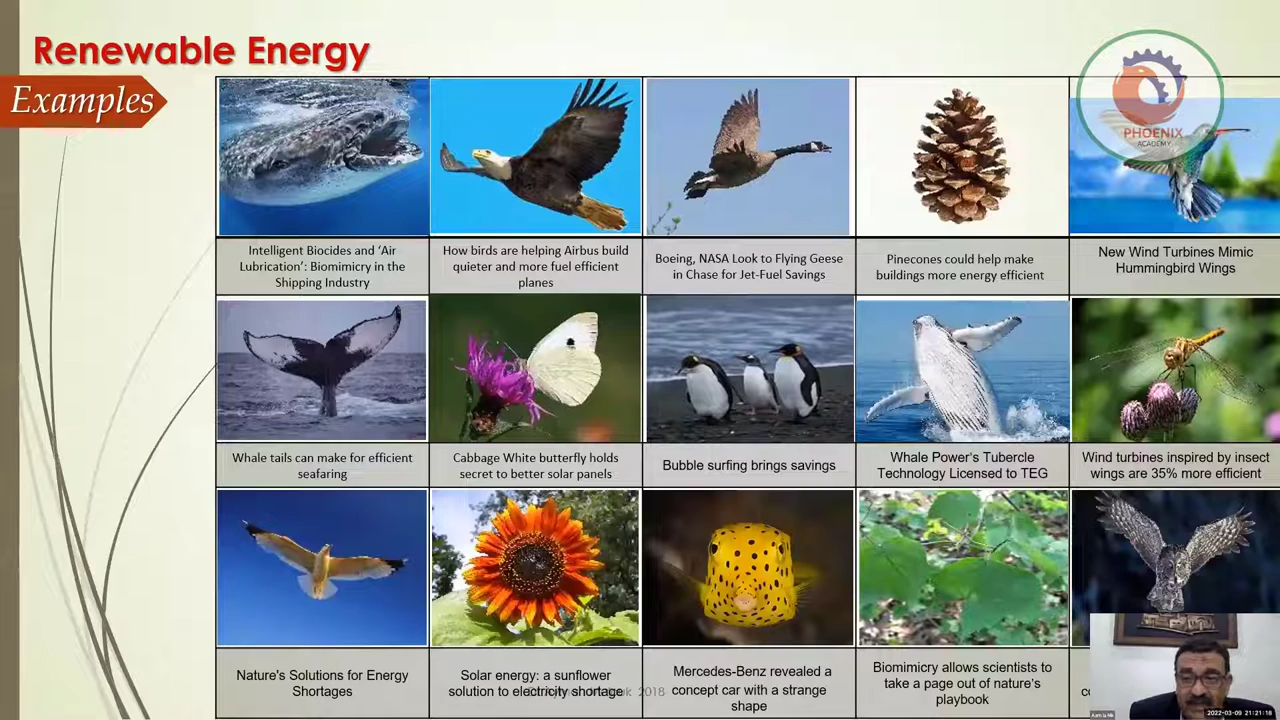 Renewable Energy
Examples
PHOENIX
ACADEMY
Intelligent Biocides and ‘Air
Lubrication’: Biomimicry in the
Shipping Industry
How birds are helping Airbus build
quieter and more fuel efficient
planes
Boeing, NASA Look to Flying Geese
in Chase for Jet-Fuel Savings
Pinecones could help make
buildings more energy efficient
New Wind Turbines Mimic
Hummingbird Wings
Whale tails can make for efficient
seafaring
Cabbage White butterfly holds
secret to better solar panels
Bubble surfing brings savings
Whale Power's Tubercle
Technology Licensed to TEG
Wind turbines inspired by insect
wings are 35% more efficient
Nature's Solutions for Energy
Shortages
Solar energy: a sunflower
solution to electricity shortage
2018
Mercedes-Benz revealed a
concept car with a strange
shape
Biomimicry allows scientists to
take a page out of nature's
playbook
2022-03-09 21:21:18